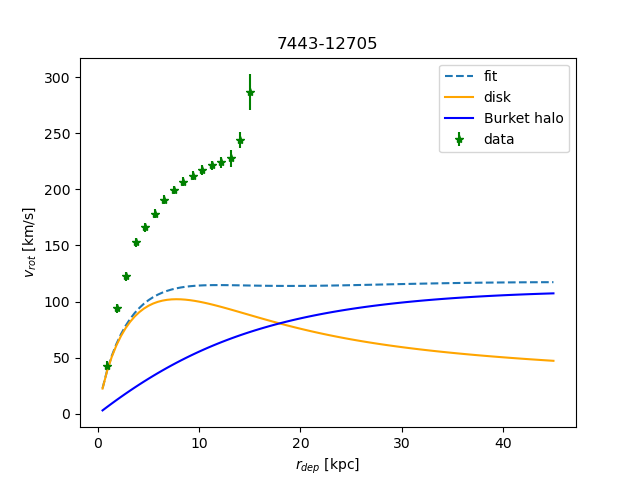 7443-12705
300
250
200
150
100
50
0
v_rot [km/s]
fit
disk
Burket halo
data
0 10 20 30 40
r_dep [kpc]